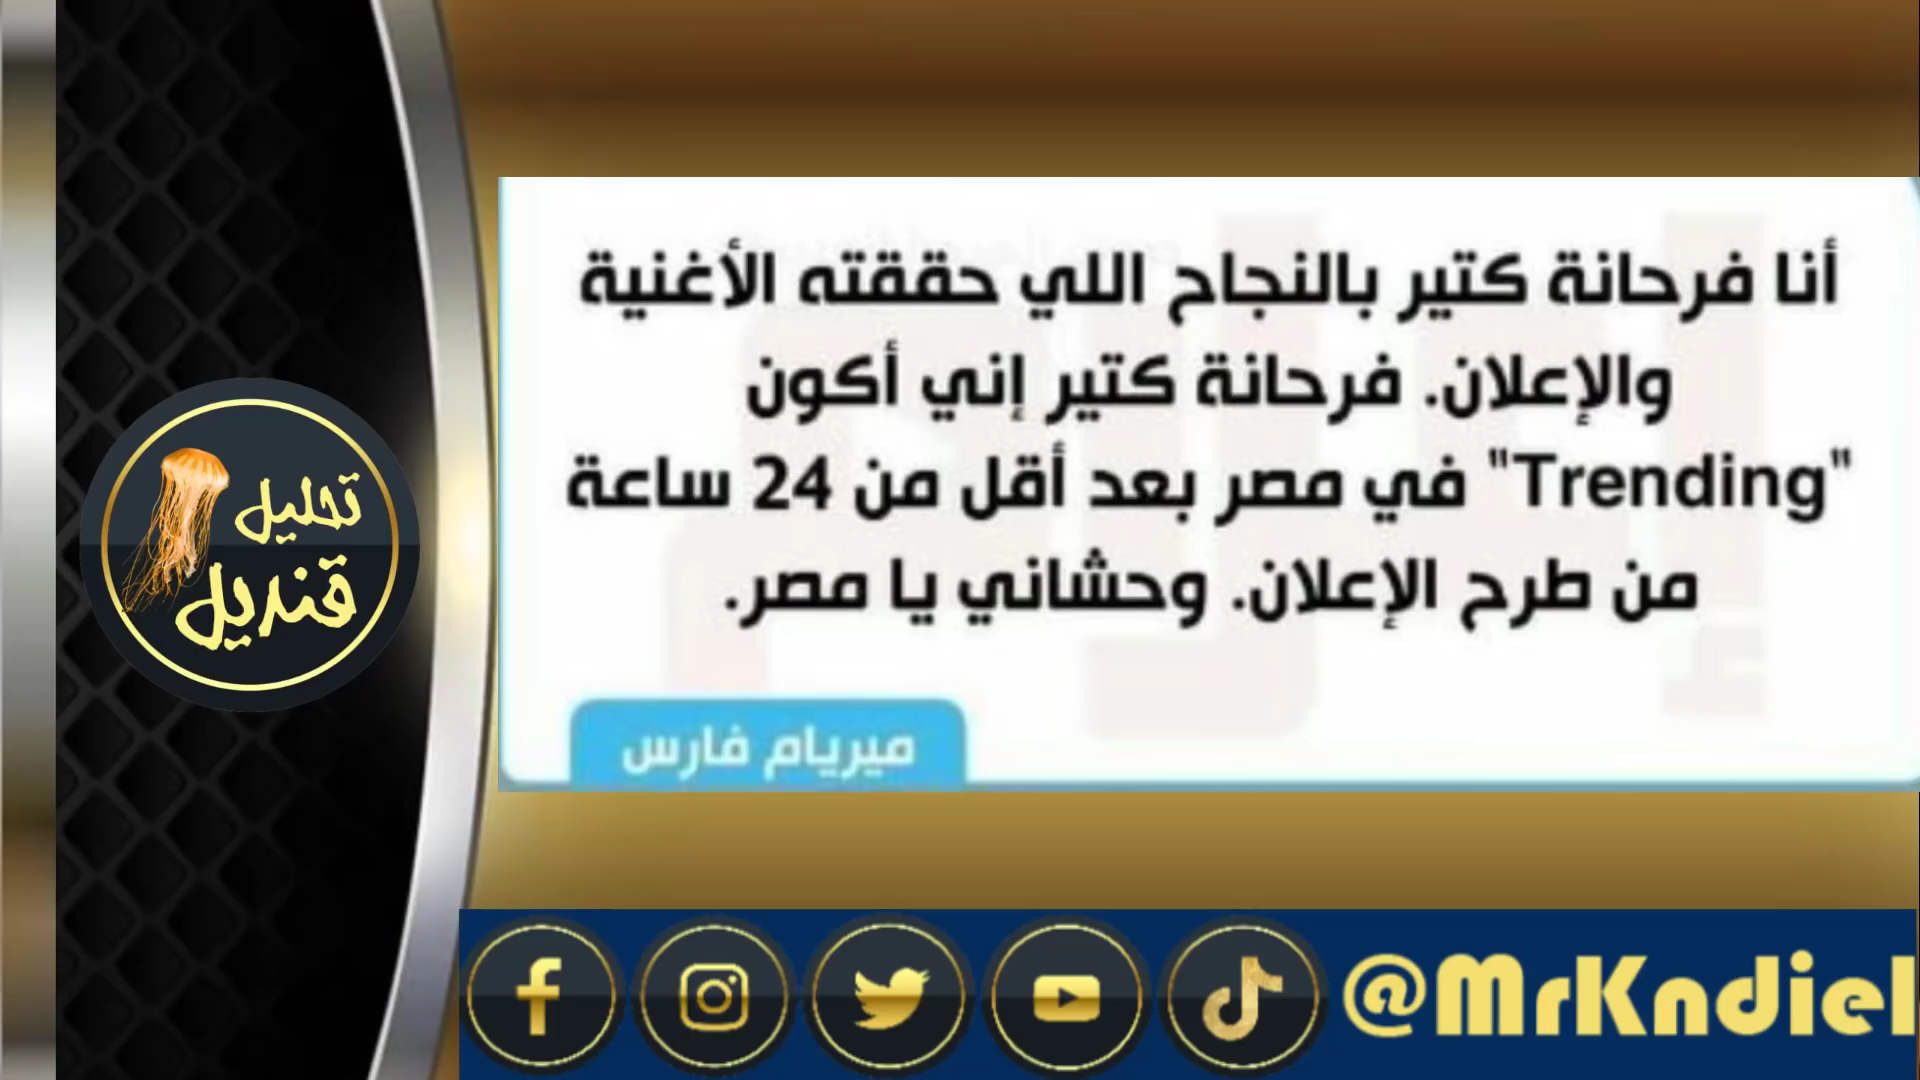 أنا فرحانة كتير بالنجاح اللي حققته الأغنية
والإعلان. فرحانة كتير إني أكون
"Trending" في مصر بعد أقل من 24 ساعة
من طرح الإعلان. وحشاني يا مصر.
ميريام فارس
تحليل
قنديل
@MrKndiel